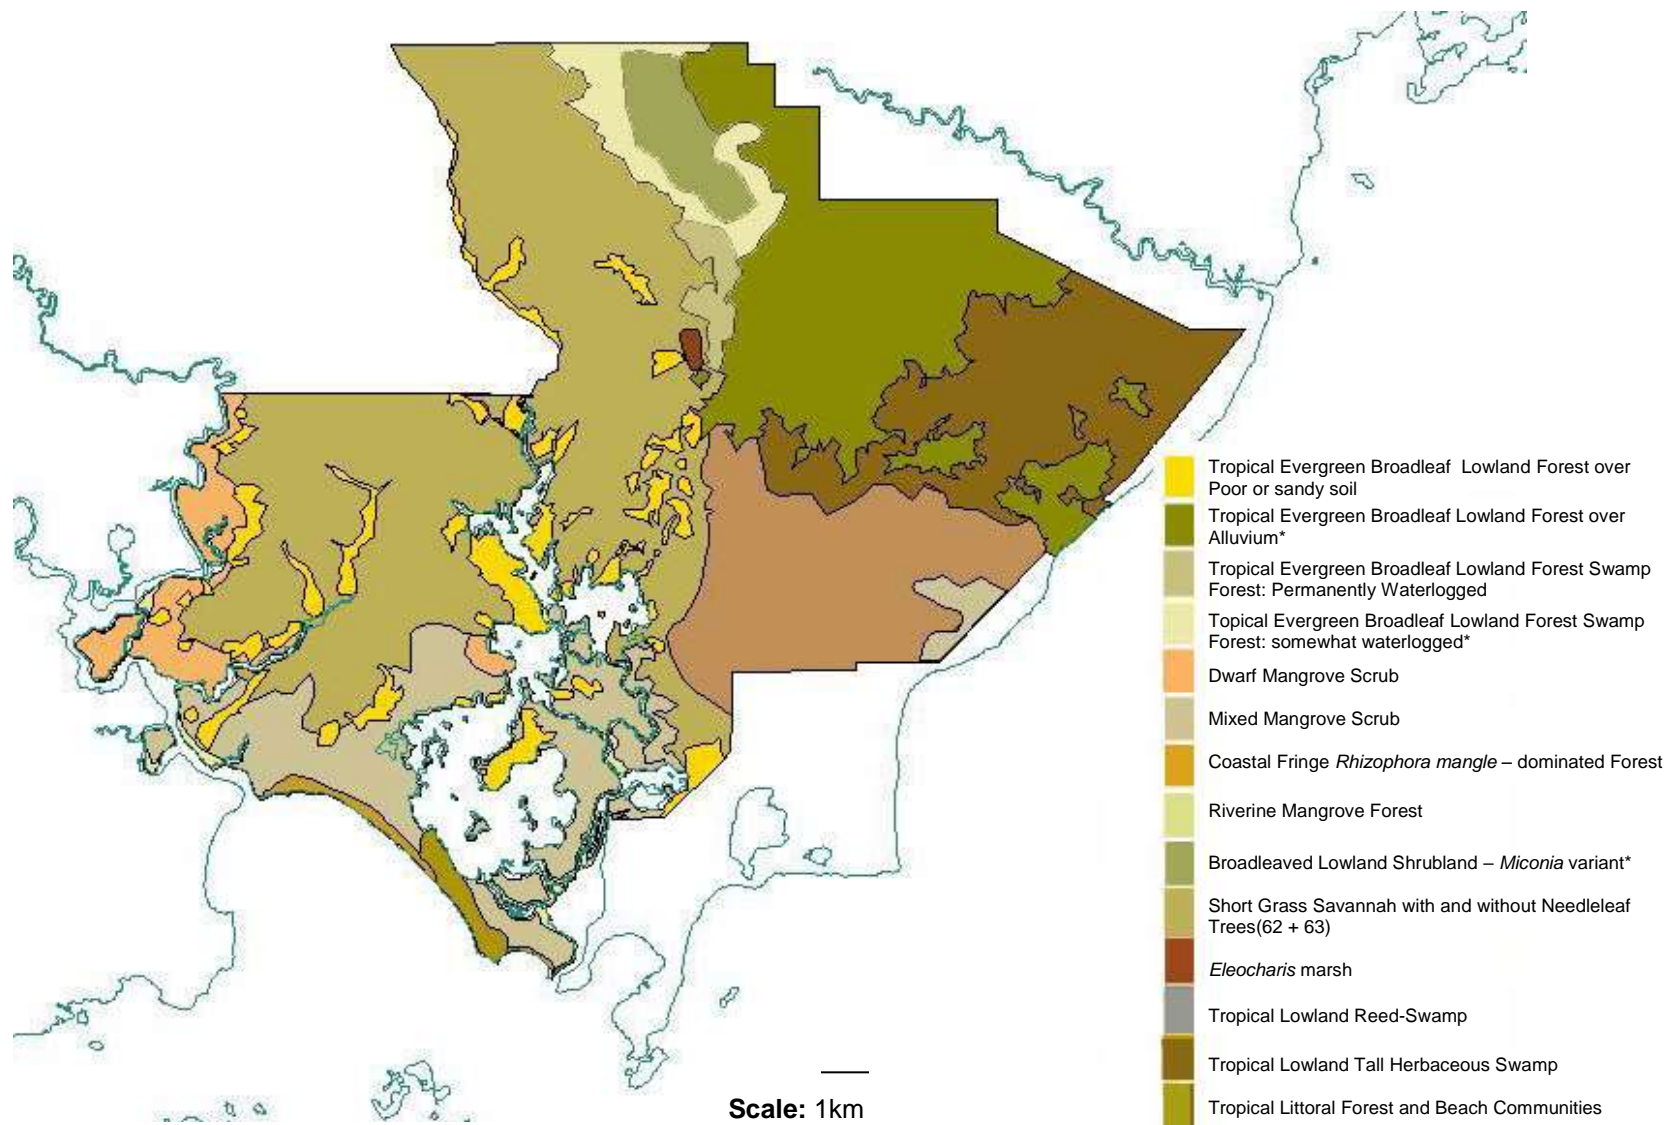 Tropical Evergreen Broadleaf Lowland Forest over
Poor or sandy soil
Tropical Evergreen Broadleaf Lowland Forest over
Alluvium*
Tropical Evergreen Broadleaf Lowland Forest Swamp
Forest: Permanently Waterlogged
Topical Evergreen Broadleaf Lowland Forest Swamp
Forest: somewhat waterlogged*
Dwarf Mangrove Scrub
Mixed Mangrove Scrub
Coastal Fringe Rhizophora mangle – dominated Forest
Riverine Mangrove Forest
Broadleaved Lowland Shrubland – Miconia variant*
Short Grass Savannah with and without Needleleaf
Trees(62 + 63)
Eleocharis marsh
Tropical Lowland Reed-Swamp
Tropical Lowland Tall Herbaceous Swamp
Tropical Littoral Forest and Beach Communities
Scale: 1km